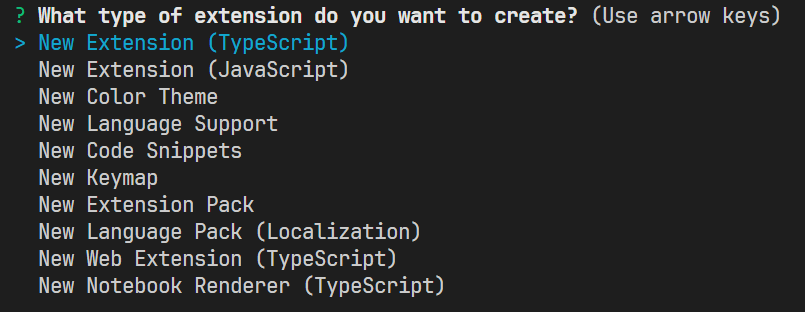 ? What type of extension do you want to create? (Use arrow keys)
> New Extension (TypeScript)
New Extension (JavaScript)
New Color Theme
New Language Support
New Code Snippets
New Keymap
New Extension Pack
New Language Pack (Localization)
New Web Extension (TypeScript)
New Notebook Renderer (TypeScript)